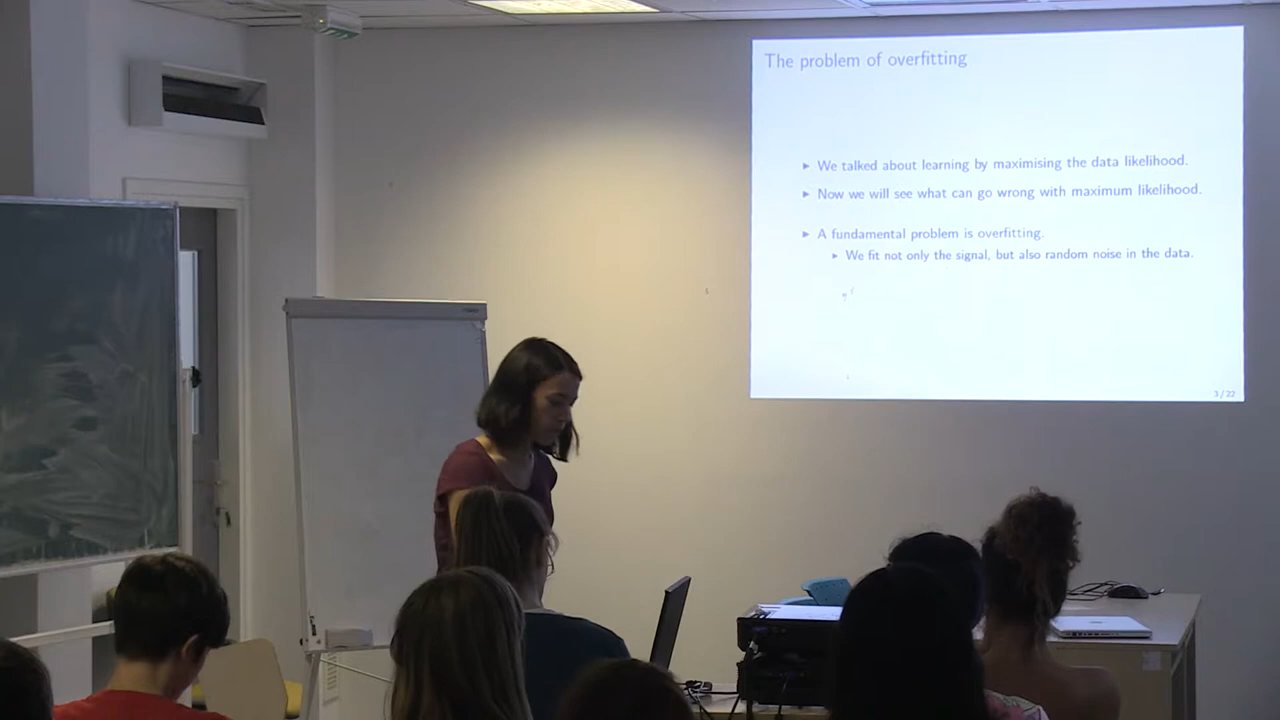 The problem of overfitting
► We talked about learning by maximising the data likelihood.
► Now we will see what can go wrong with maximum likelihood.
► A fundamental problem is overfitting.
► We fit not only the signal, but also random noise in the data.
3 / 22